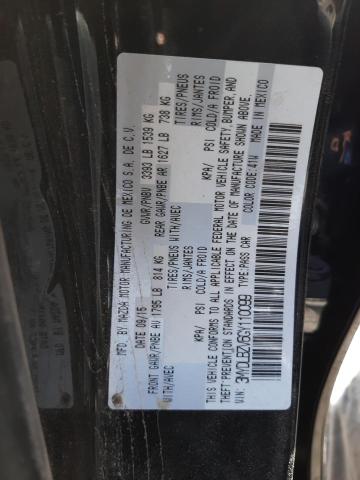 MFD. BY MAZDA MOTOR MANUFACTURING DE MEXICO S.A. DE C.V.
DATE 09/15 GVWR/PNBV 3393 LB 1539 KG
FRONT GAWR/PNBE AV 1795 LB 814 KG REAR GAWR/PNBE AR 1627 LB 738 KG
WITH/AVEC TIRES/PNEUS WITH/AVEC TIRES/PNEUS
RIMS/JANTES RIMS/JANTES
KPA/ PSI COLD/A FROID KPA/ PSI COLD/A FROID
THIS VEHICLE CONFORMS TO ALL APPLICABLE FEDERAL MOTOR VEHICLE SAFETY, BUMPER, AND
THEFT PREVENTION STANDARDS IN EFFECT ON THE DATE OF MANUFACTURE SHOWN ABOVE.
VIN: TYPE:PASS CAR COLOR CODE:41W MADE IN MEXICO